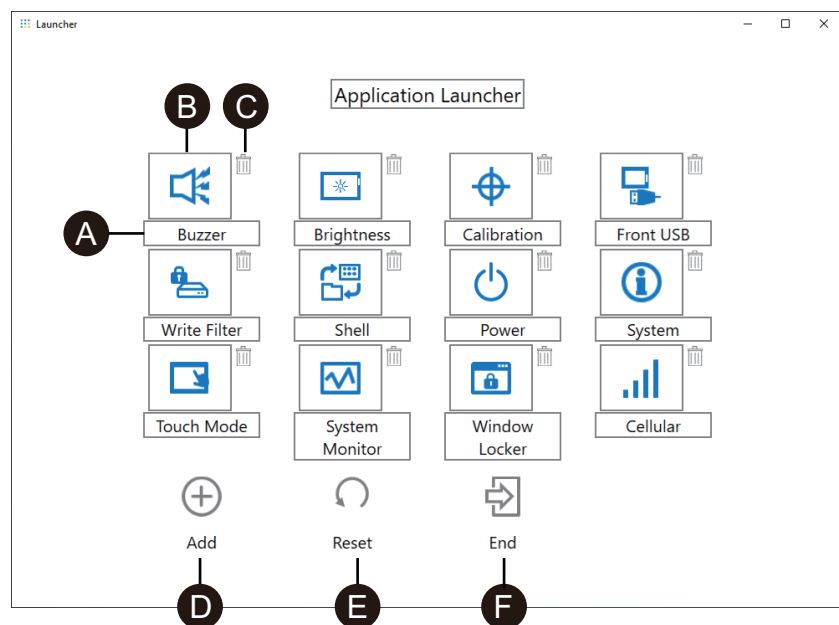 Launcher
Application Launcher
B
C
A
Buzzer
Brightness
Calibration
Front USB
Write Filter
Shell
Power
System
Touch Mode
System
Monitor
Window
Locker
Cellular
Add
Reset
End
D
E
F